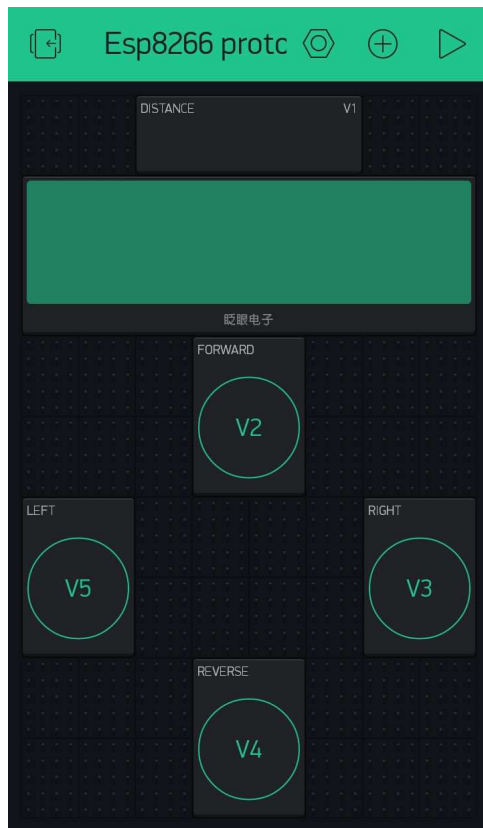 Esp8266 protc
DISTANCE V1
眨眼电子
FORWARD
V2
LEFT
RIGHT
V5
V3
REVERSE
V4